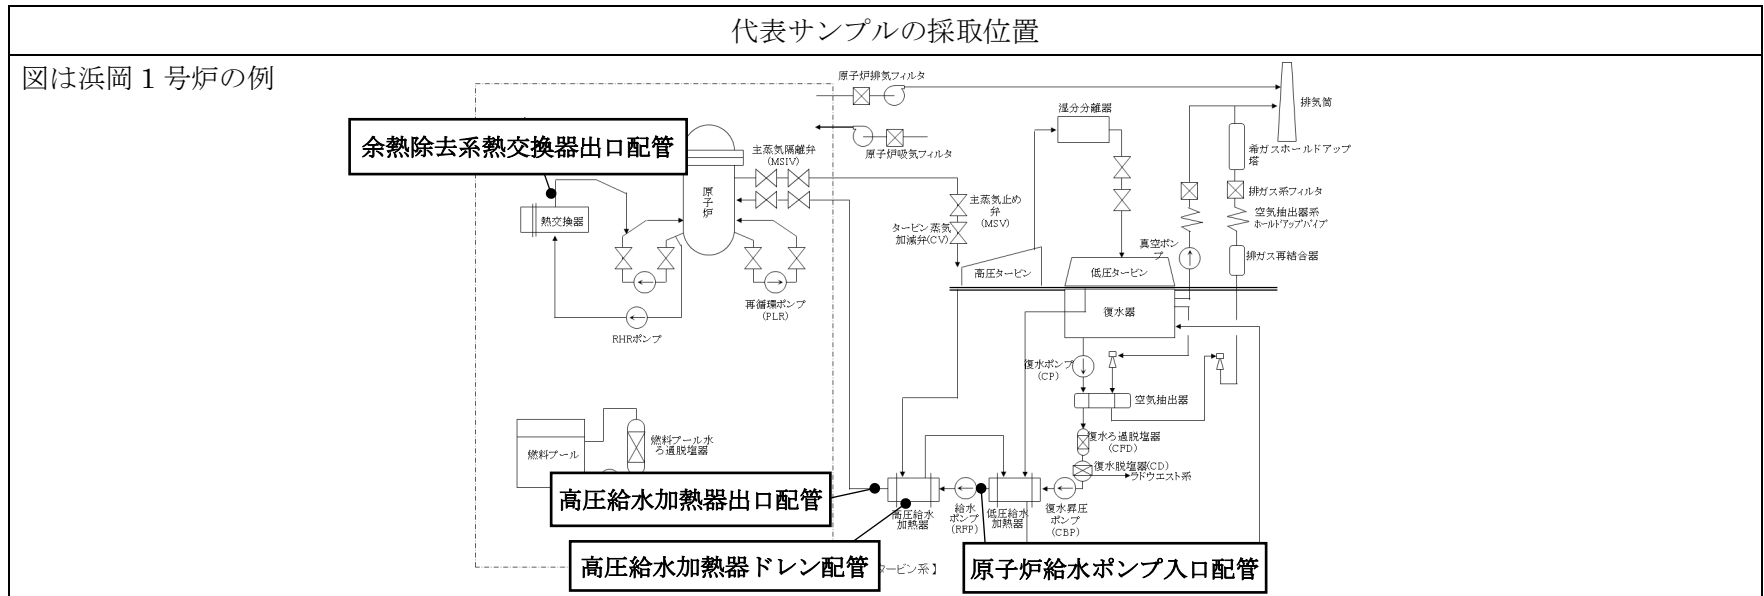 代表サンプルの採取位置
図は浜岡1号炉の例
原子炉排気フィルタ
排気筒
湿分分離器
余熱除去系熱交換器出口配管
主蒸気隔離弁
(MSIV)
原子炉吸気フィルタ
希ガスホールドアップ
塔
原
子
炉
主蒸気止め
弁
(MSV)
排ガス系フィルタ
熱交換器
タービン蒸気
加減弁(CV)
空気抽出器系
ホールドアップパイプ
真空ポン
プ
排ガス再結合器
高圧タービン
低圧タービン
再循環ポンプ
(PLR)
復水器
RHRポンプ
復水ポンプ
(CP)
空気抽出器
燃料プール
燃料プール水
ろ過脱塩器
復水ろ過脱塩器
(CFD)
復水脱塩器(CD)
ラドウエスト系
高圧給水加熱器出口配管
高圧給水
加熱器
給水
ポンプ
(RFP)
低圧給水
加熱器
復水昇圧
ポンプ
(CBP)
高圧給水加熱器ドレン配管
タービン系】
原子炉給水ポンプ入口配管